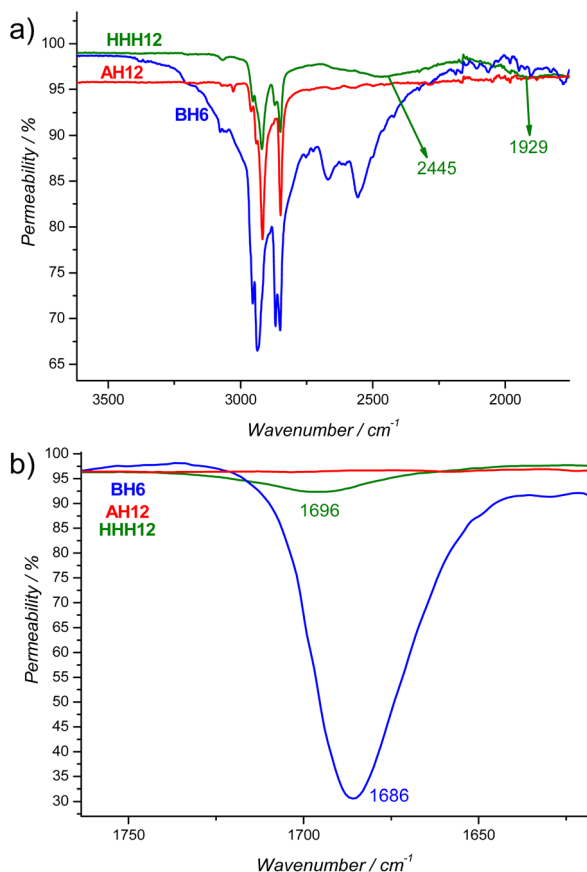 a)
HHH12
AH12
BH6
2445
1929
100
95
90
85
80
75
70
65
Permeability / %
3500 3000 2500 2000
Wavenumber / cm⁻¹
b)
BH6
AH12
HHH12
1696
1686
100
95
90
85
80
75
70
65
60
55
50
45
40
35
30
Permeability / %
1750 1700 1650
Wavenumber / cm⁻¹